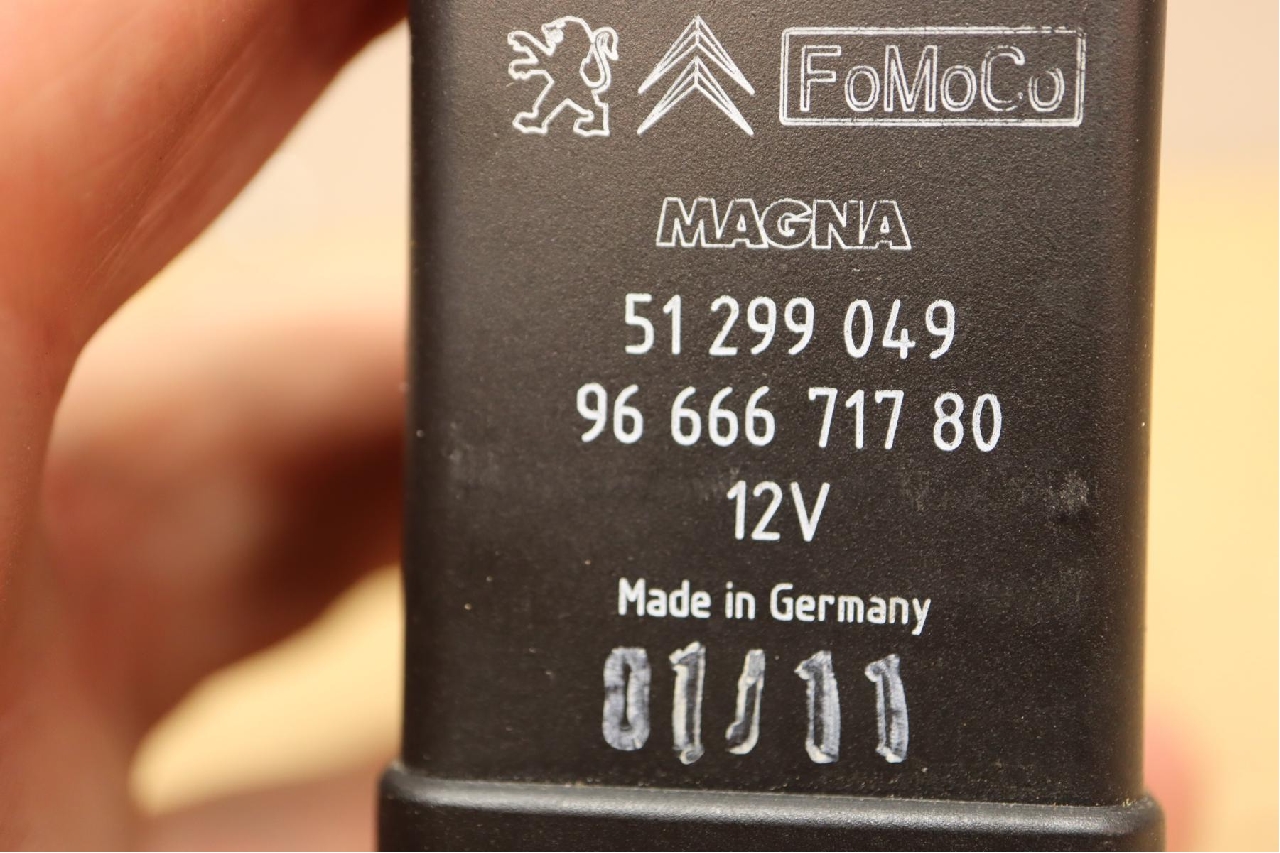 FoMoCo
MAGNA
51 299 049
96 666 717 80
12V
Made in Germany
01/11